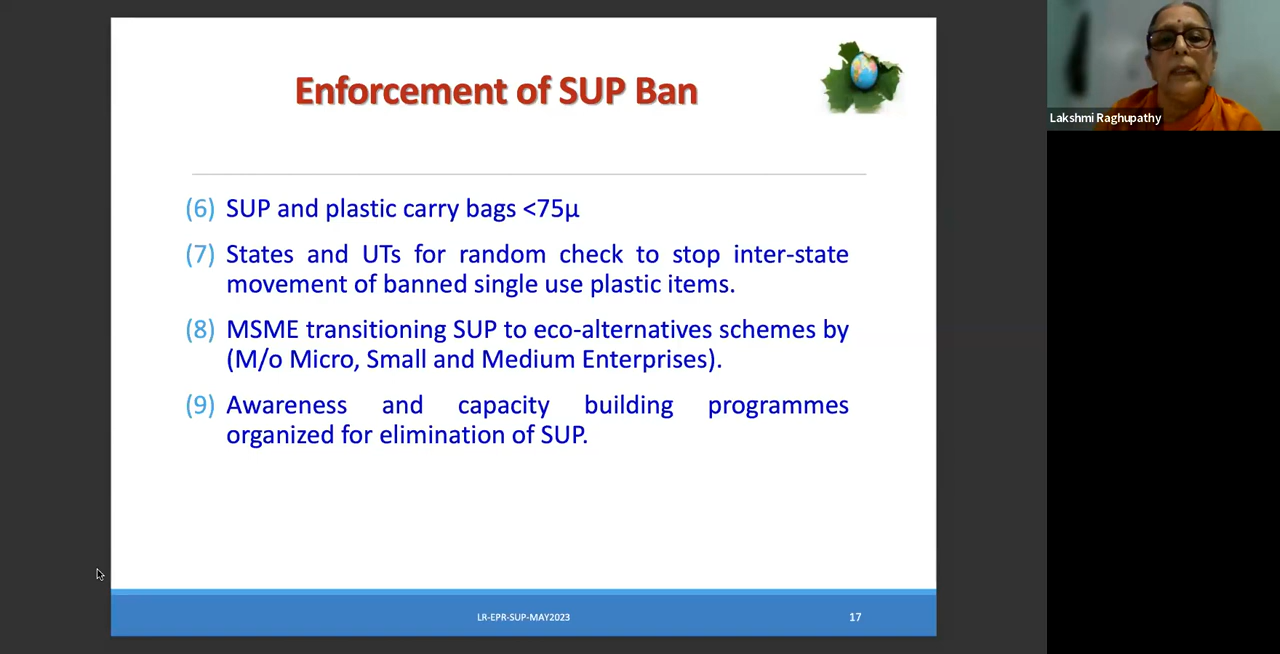 Enforcement of SUP Ban
Lakshmi Raghupathy
(6) SUP and plastic carry bags <75µ
(7) States and UTs for random check to stop inter-state
movement of banned single use plastic items.
(8) MSME transitioning SUP to eco-alternatives schemes by
(M/o Micro, Small and Medium Enterprises).
(9) Awareness and capacity building programmes
organized for elimination of SUP.
LR-EPR-SUP-MAY2023
17